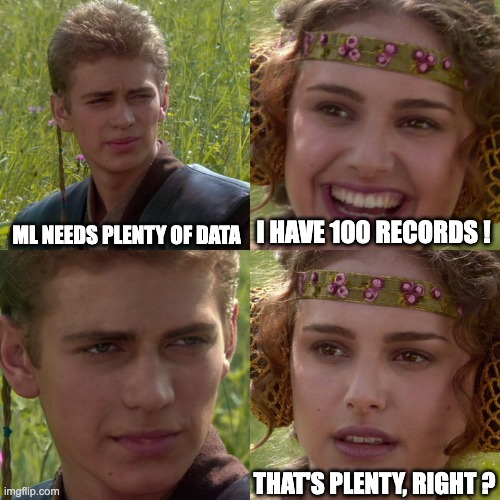 ML NEEDS PLENTY OF DATA
I HAVE 100 RECORDS !
THAT'S PLENTY, RIGHT ?
imgflip.com